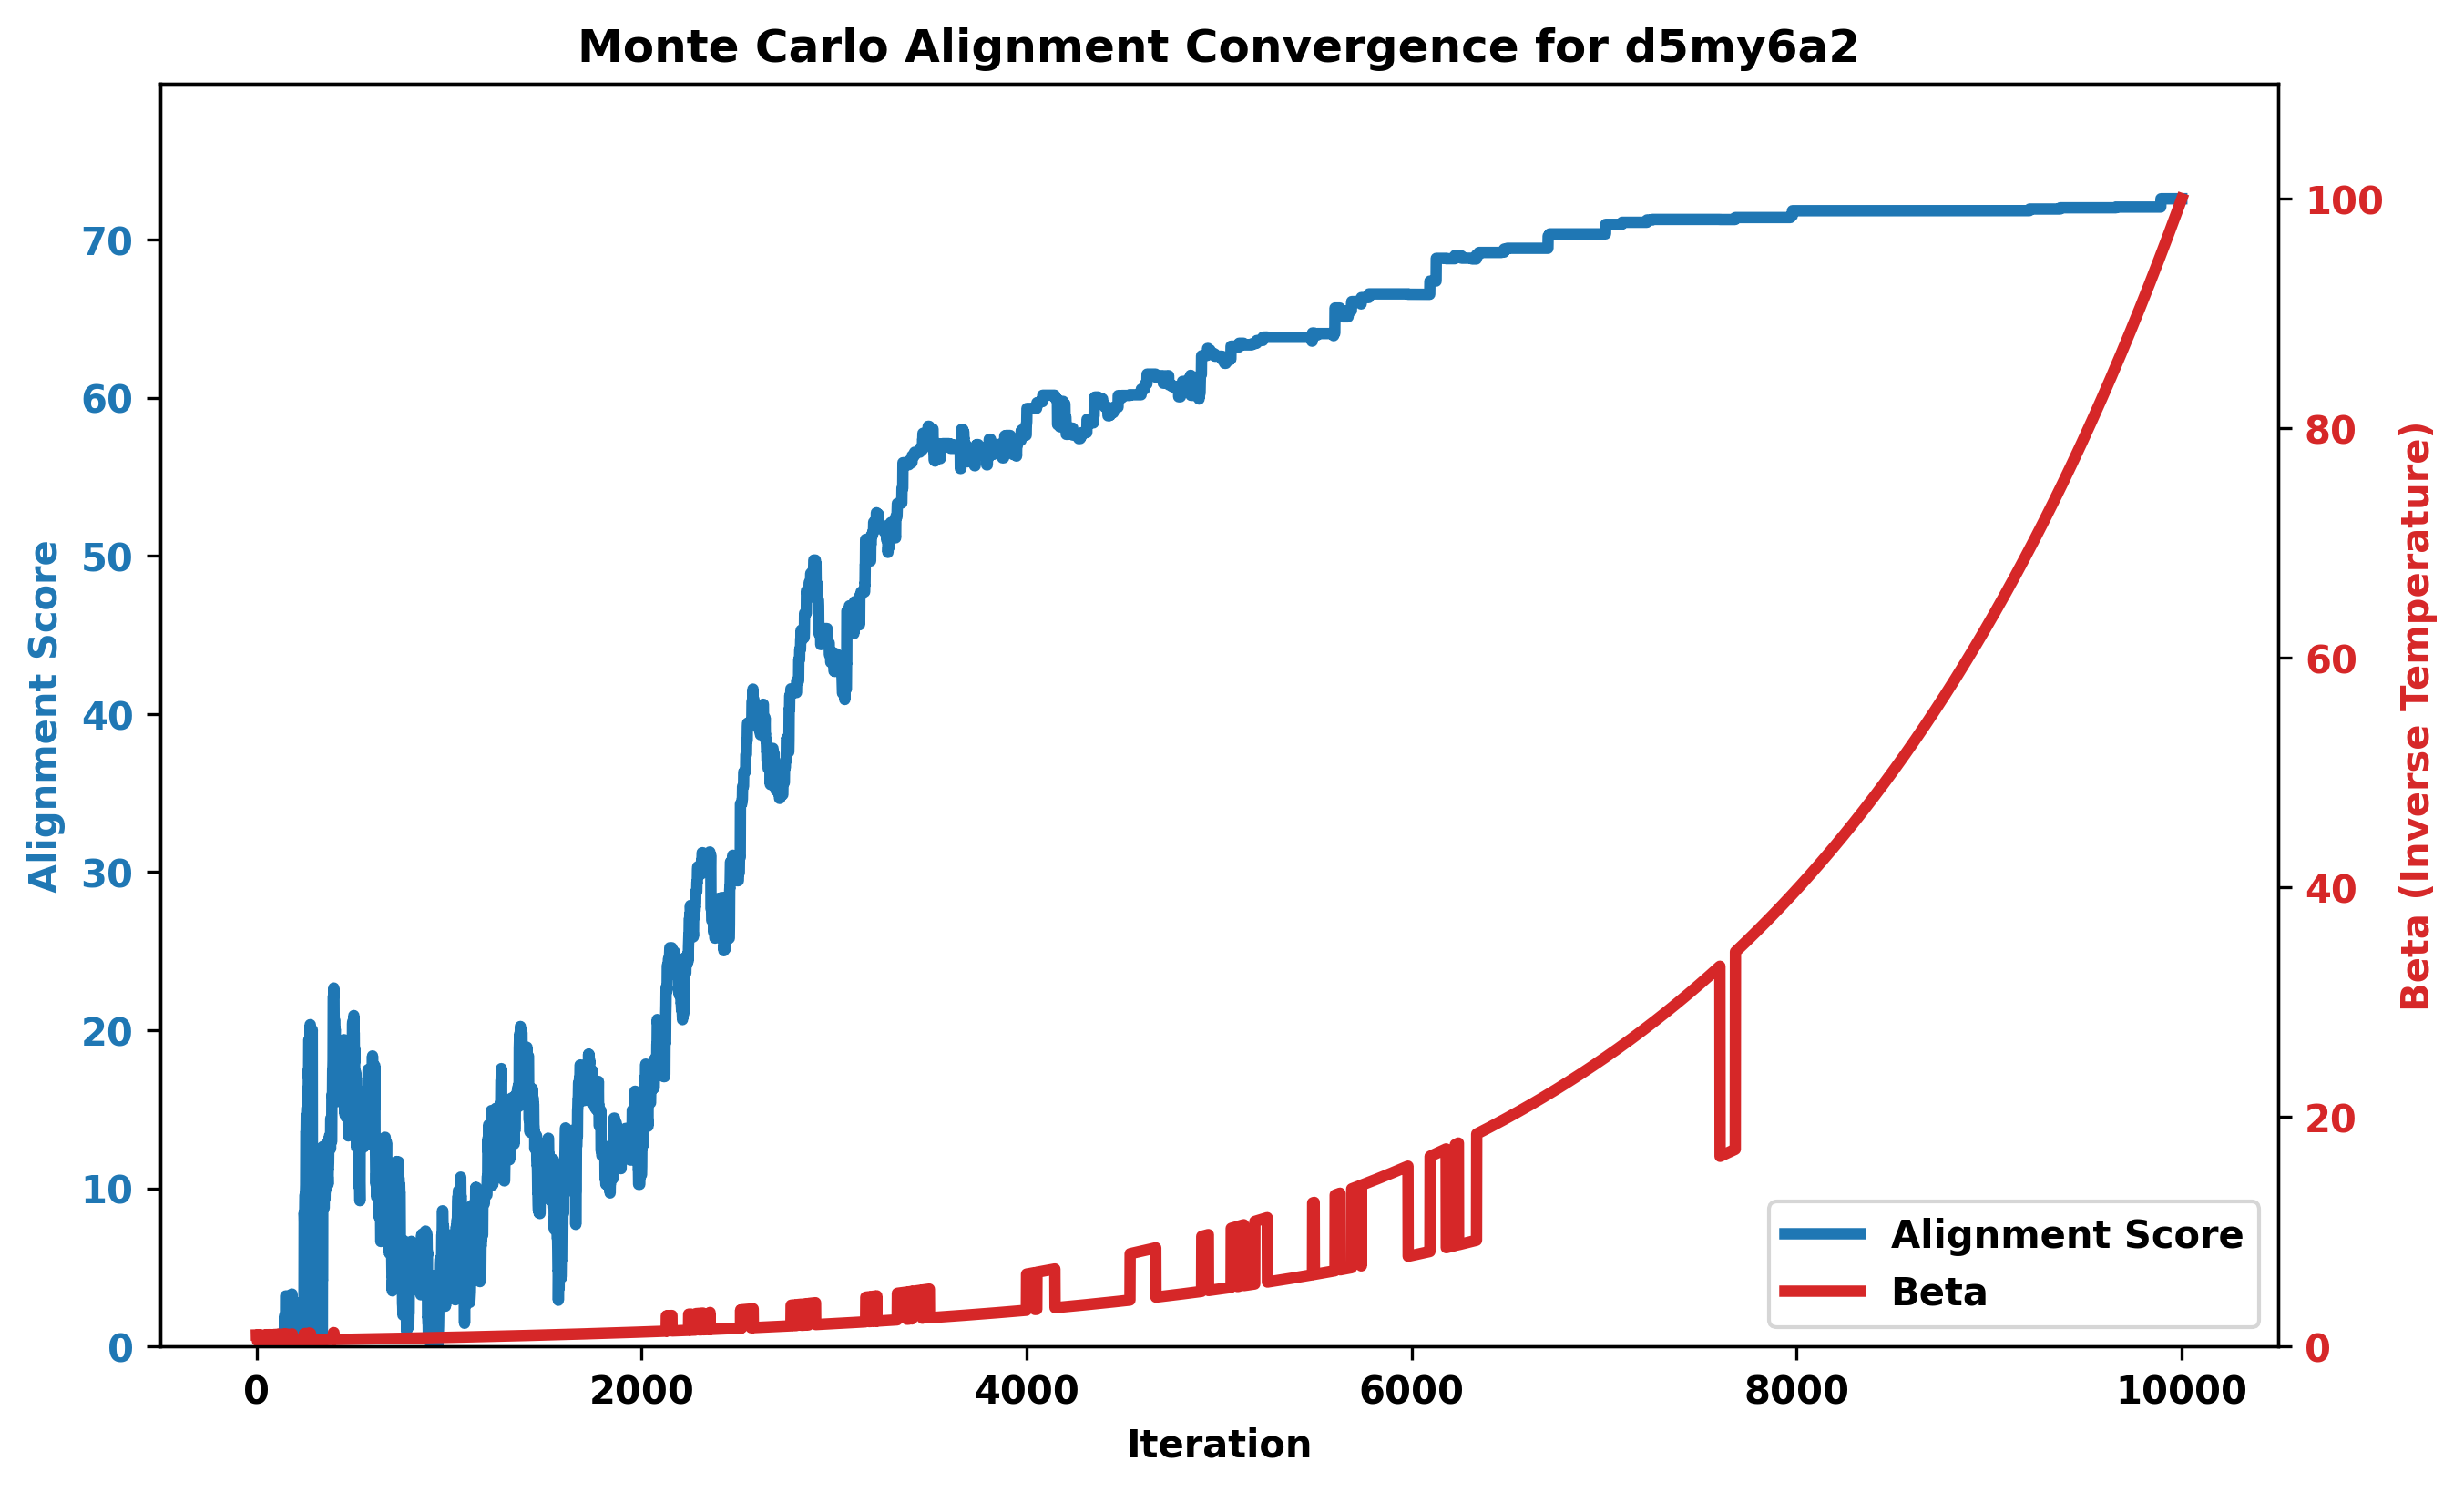 Monte Carlo Alignment Convergence for d5my6a2
Alignment Score
70
60
50
40
30
20
10
0
100
80
60
40
20
0
Beta (Inverse Temperature)
Alignment Score
Beta
0 2000 4000 6000 8000 10000
Iteration